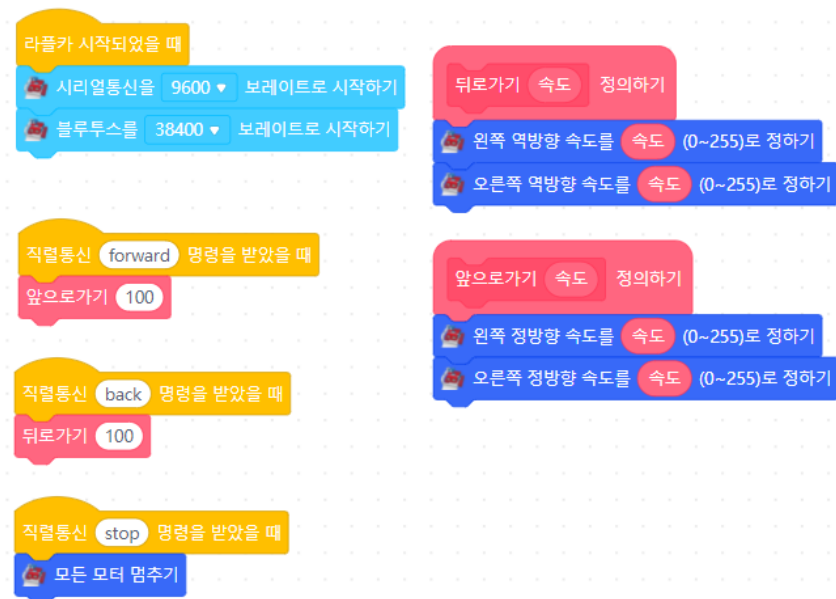 라플카 시작되었을 때
시리얼통신을 9600 ▼ 보레이트로 시작하기
블루투스를 38400 ▼ 보레이트로 시작하기
직렬통신 forward 명령을 받았을 때
앞으로가기 100
직렬통신 back 명령을 받았을 때
뒤로가기 100
직렬통신 stop 명령을 받았을 때
모든 모터 멈추기
뒤로가기 속도 정의하기
왼쪽 역방향 속도를 속도 (0~255)로 정하기
오른쪽 역방향 속도를 속도 (0~255)로 정하기
앞으로가기 속도 정의하기
왼쪽 정방향 속도를 속도 (0~255)로 정하기
오른쪽 정방향 속도를 속도 (0~255)로 정하기